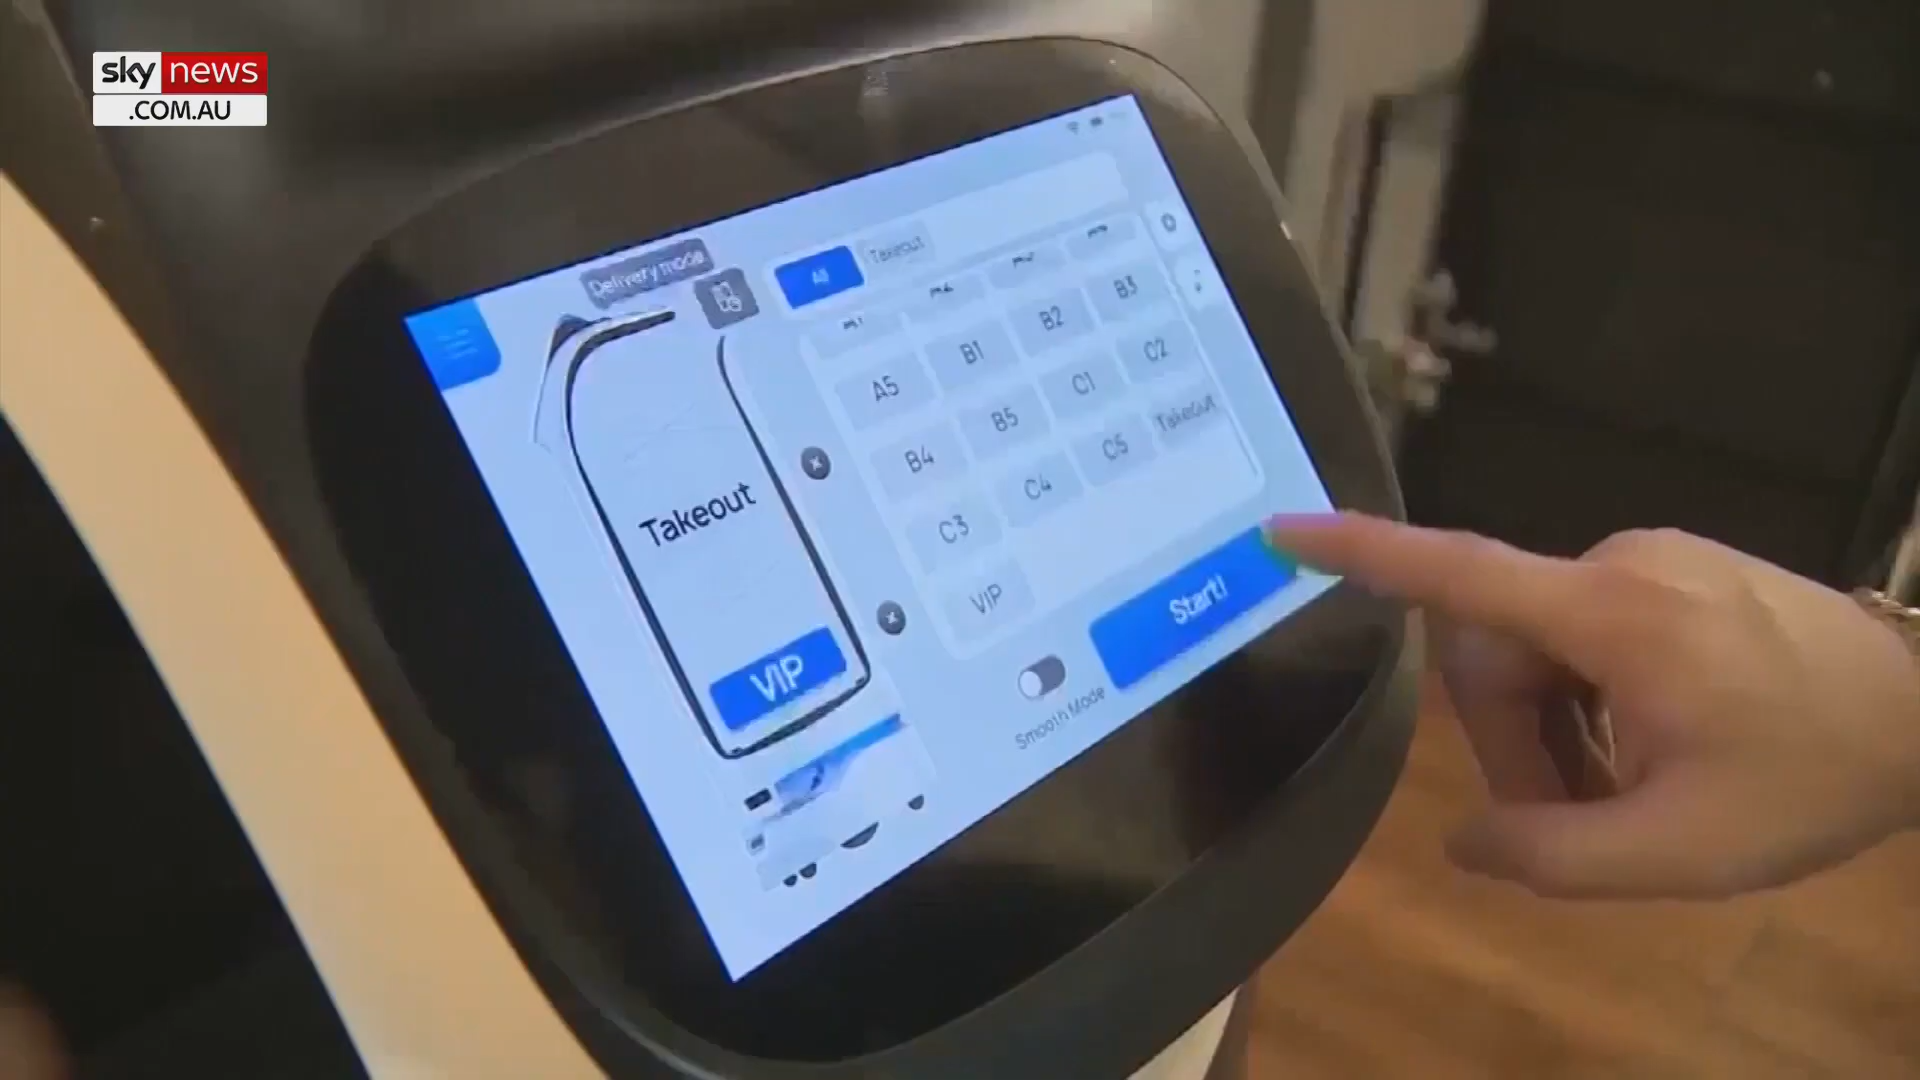 sky news
.COM.AU
Delivery mode
All
Takeout
A5
B1
B2
B3
B4
B5
C1
C2
C3
C4
C5
Takeout
VIP
Takeout
VIP
Start!
Smooth Mode